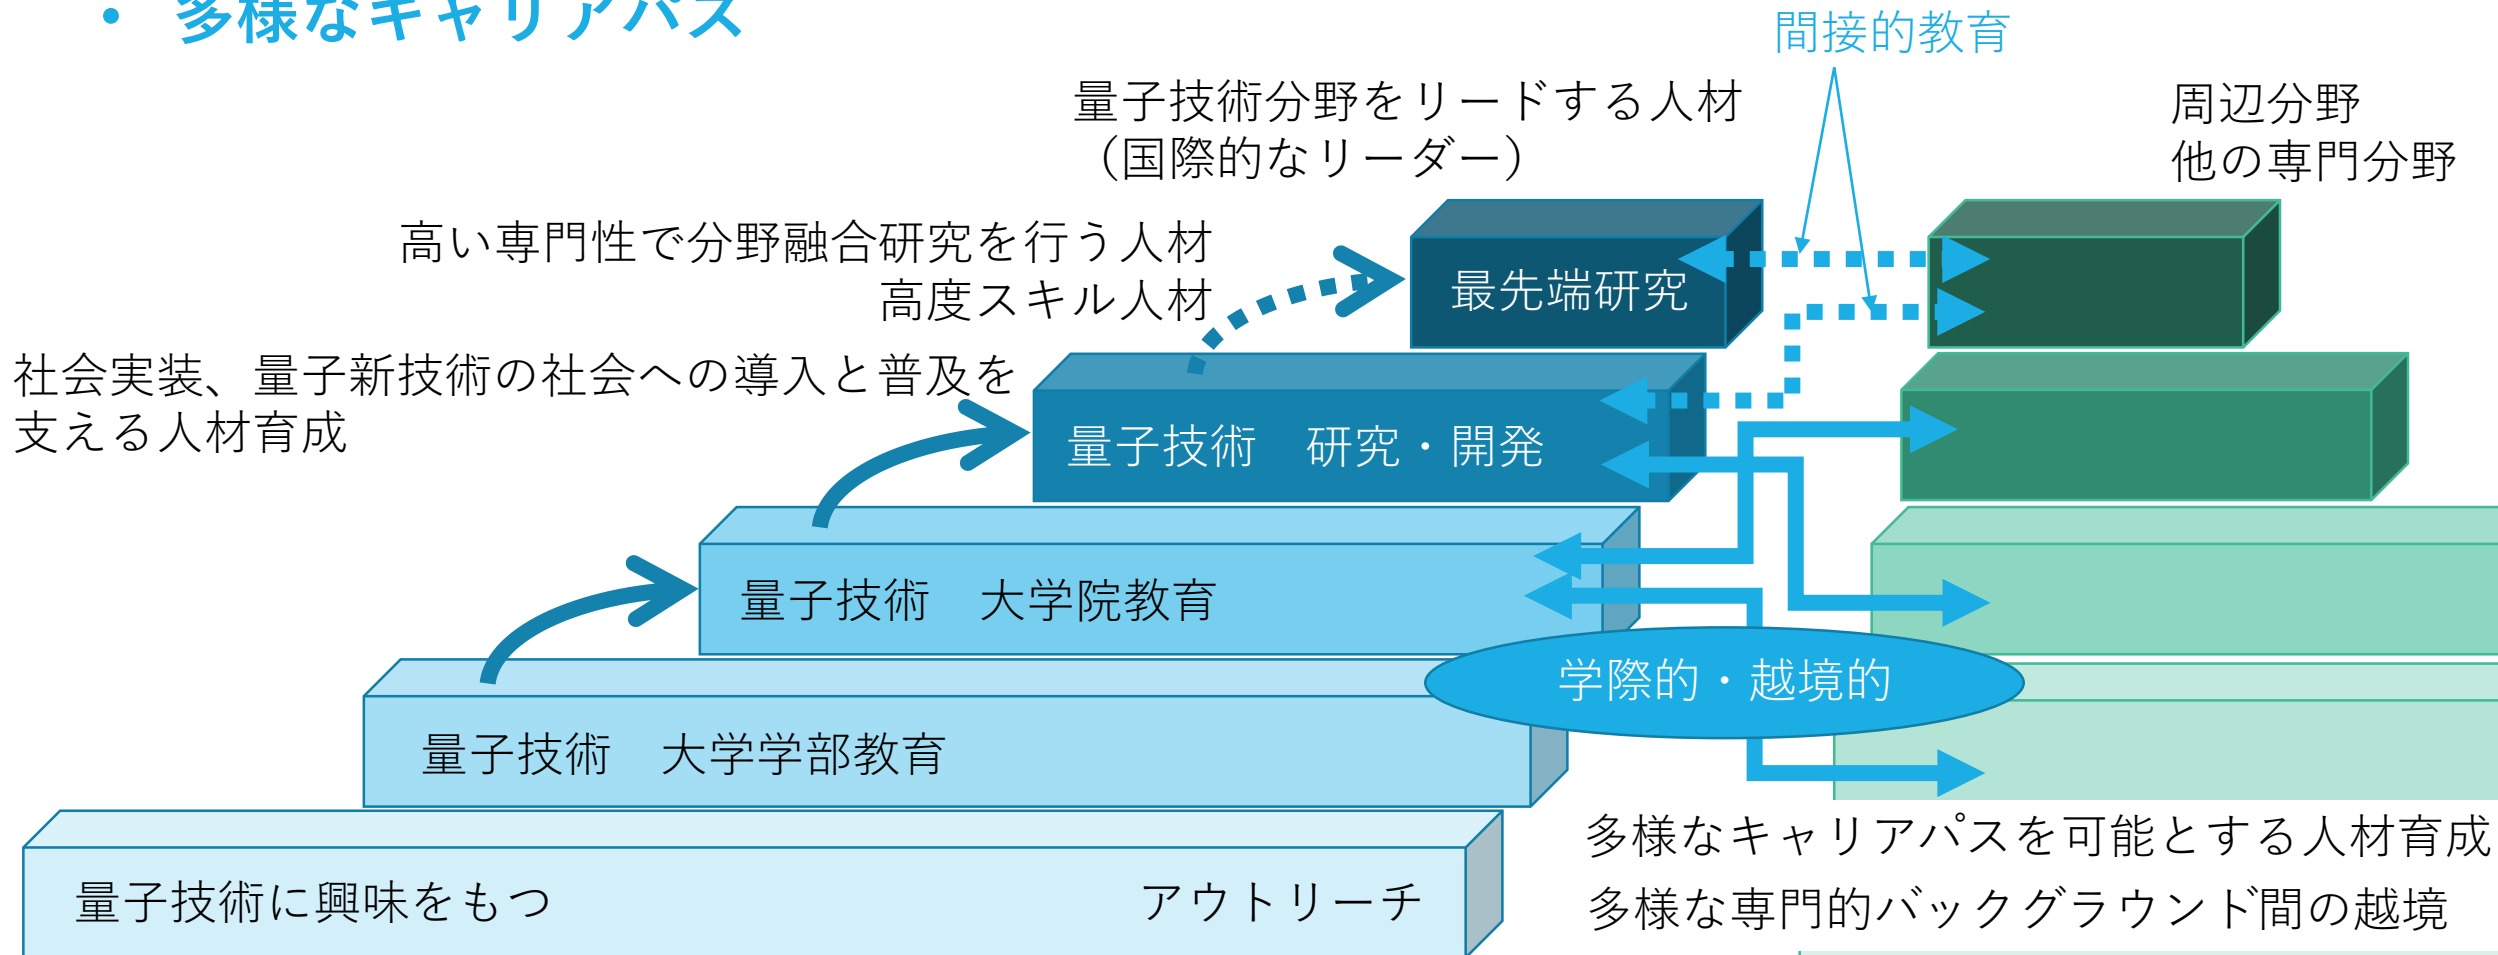 ・ 多様なキャリアパス
間接的教育
量子技術分野をリードする人材
（国際的なリーダー）
周辺分野
他の専門分野
高い専門性で分野融合研究を行う人材
高度スキル人材
最先端研究
社会実装、量子新技術の社会への導入と普及を
支える人材育成
量子技術　研究・開発
量子技術　大学院教育
学際的・越境的
量子技術　大学学部教育
多様なキャリアパスを可能とする人材育成
多様な専門的バックグラウンド間の越境
量子技術に興味をもつ
アウトリーチ